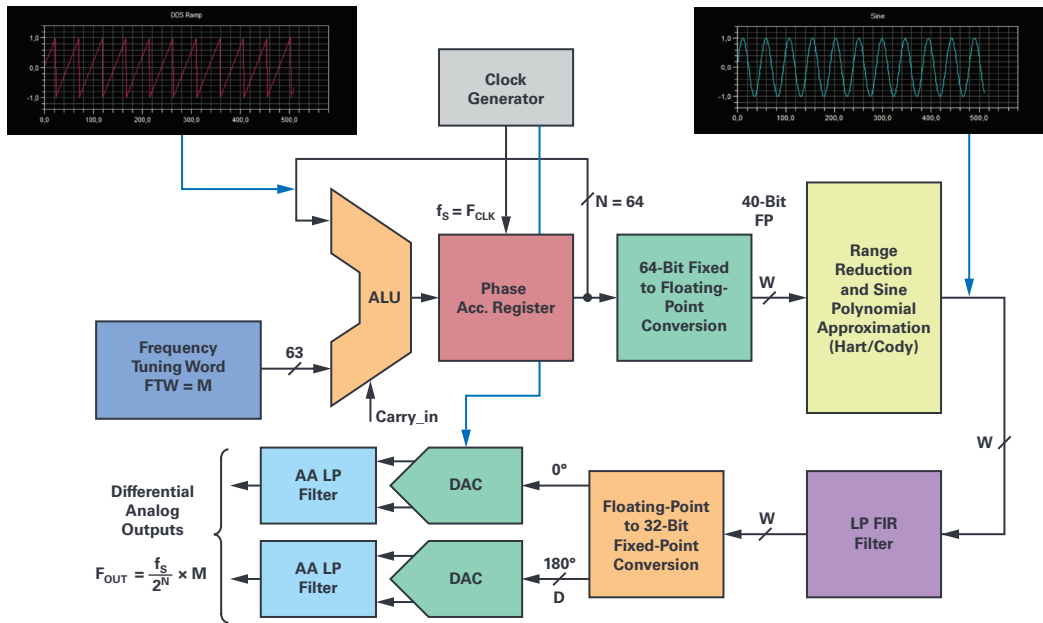 DDS Ramp
1,0
0,0
-1,0
0,0 100,0 200,0 300,0 400,0 500,0
Sine
1,0
0,0
-1,0
0,0 100,0 200,0 300,0 400,0 500,0
Clock
Generator
fS = FCLK
N = 64
40-Bit
FP
ALU
Phase
Acc. Register
64-Bit Fixed
to Floating-
Point
Conversion
W
Range
Reduction
and Sine
Polynomial
Approximation
(Hart/Cody)
Frequency
Tuning Word
FTW = M
63
Carry_in
W
Differential
Analog
Outputs
FOUT = fS/2^N × M
AA LP
Filter
DAC
0°
AA LP
Filter
DAC
180°
D
Floating-Point
to 32-Bit
Fixed-Point
Conversion
W
LP FIR
Filter